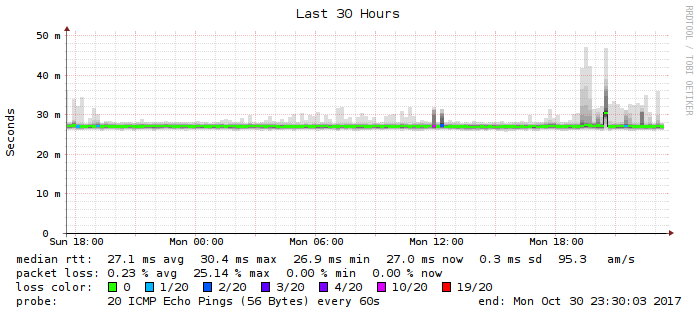 Last 30 Hours
RRDTOOL / TOBI OETIKER
Seconds
50 m
40 m
30 m
20 m
10 m
0
Sun 18:00 Mon 00:00 Mon 06:00 Mon 12:00 Mon 18:00
median rtt: 27.1 ms avg 30.4 ms max 26.9 ms min 27.0 ms now 0.3 ms sd 95.3 am/s
packet loss: 0.23 % avg 25.14 % max 0.00 % min 0.00 % now
loss color: 0 1/20 2/20 3/20 4/20 10/20 19/20
probe: 20 ICMP Echo Pings (56 Bytes) every 60s end: Mon Oct 30 23:30:03 2017